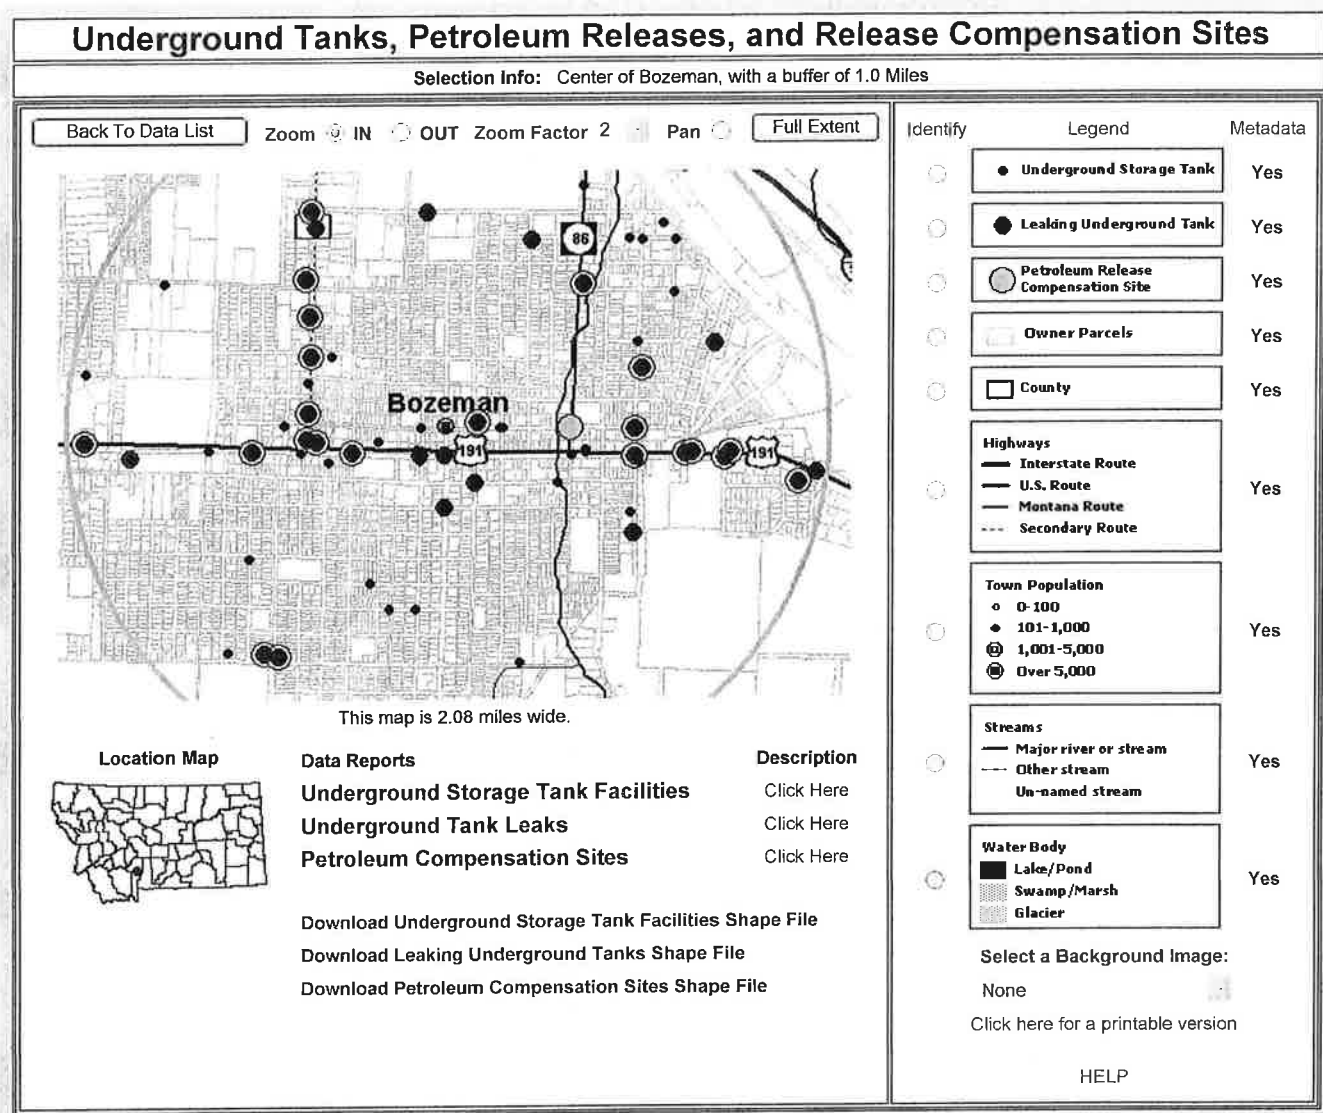 Underground Tanks, Petroleum Releases, and Release Compensation Sites
Selection Info: Center of Bozeman, with a buffer of 1.0 Miles
Back To Data List Zoom IN OUT Zoom Factor 2 Pan Full Extent
86
Bozeman
191
191
This map is 2.08 miles wide.
Location Map
Data Reports Description
Underground Storage Tank Facilities Click Here
Underground Tank Leaks Click Here
Petroleum Compensation Sites Click Here
Download Underground Storage Tank Facilities Shape File
Download Leaking Underground Tanks Shape File
Download Petroleum Compensation Sites Shape File
Identify Legend Metadata
Underground Storage Tank Yes
Leaking Underground Tank Yes
Petroleum Release
Compensation Site Yes
Owner Parcels Yes
County Yes
Highways
Interstate Route
U.S. Route Yes
Montana Route
Secondary Route
Town Population
0-100
101-1,000 Yes
1,001-5,000
Over 5,000
Streams
Major river or stream
Other stream Yes
Un-named stream
Water Body
Lake/Pond
Swamp/Marsh Yes
Glacier
Select a Background Image:
None
Click here for a printable version
HELP